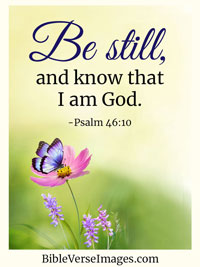 Be still,
and know that
I am God.
-Psalm 46:10
BibleVerseImages.com